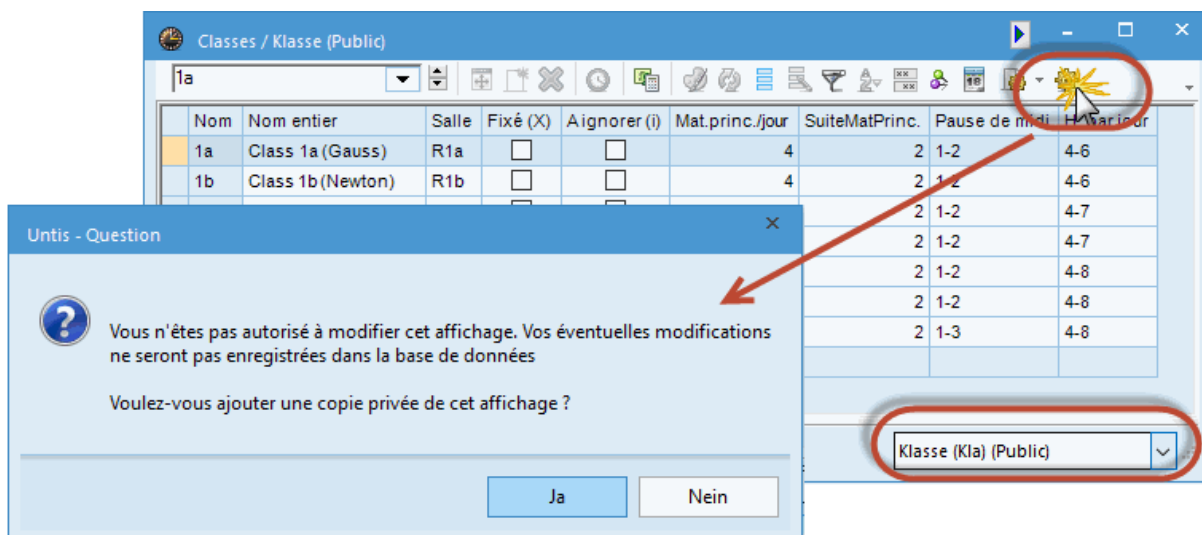 Classes / Klasse (Public)
1a
Nom Nom entier Salle Fixé (X) A ignorer (i) Mat.princ./jour SuiteMatPrinc. Pause de midi
1a Class 1a (Gauss) R1a 4 2 1-2 4-6
1b Class 1b (Newton) R1b 4 2 1-2 4-6
2 1-2 4-7
2 1-2 4-7
2 1-2 4-8
2 1-2 4-8
2 1-3 4-8
Untis - Question
Vous n'êtes pas autorisé à modifier cet affichage. Vos éventuelles modifications
ne seront pas enregistrées dans la base de données
Voulez-vous ajouter une copie privée de cet affichage ?
Ja Nein
Klasse (Kla) (Public)